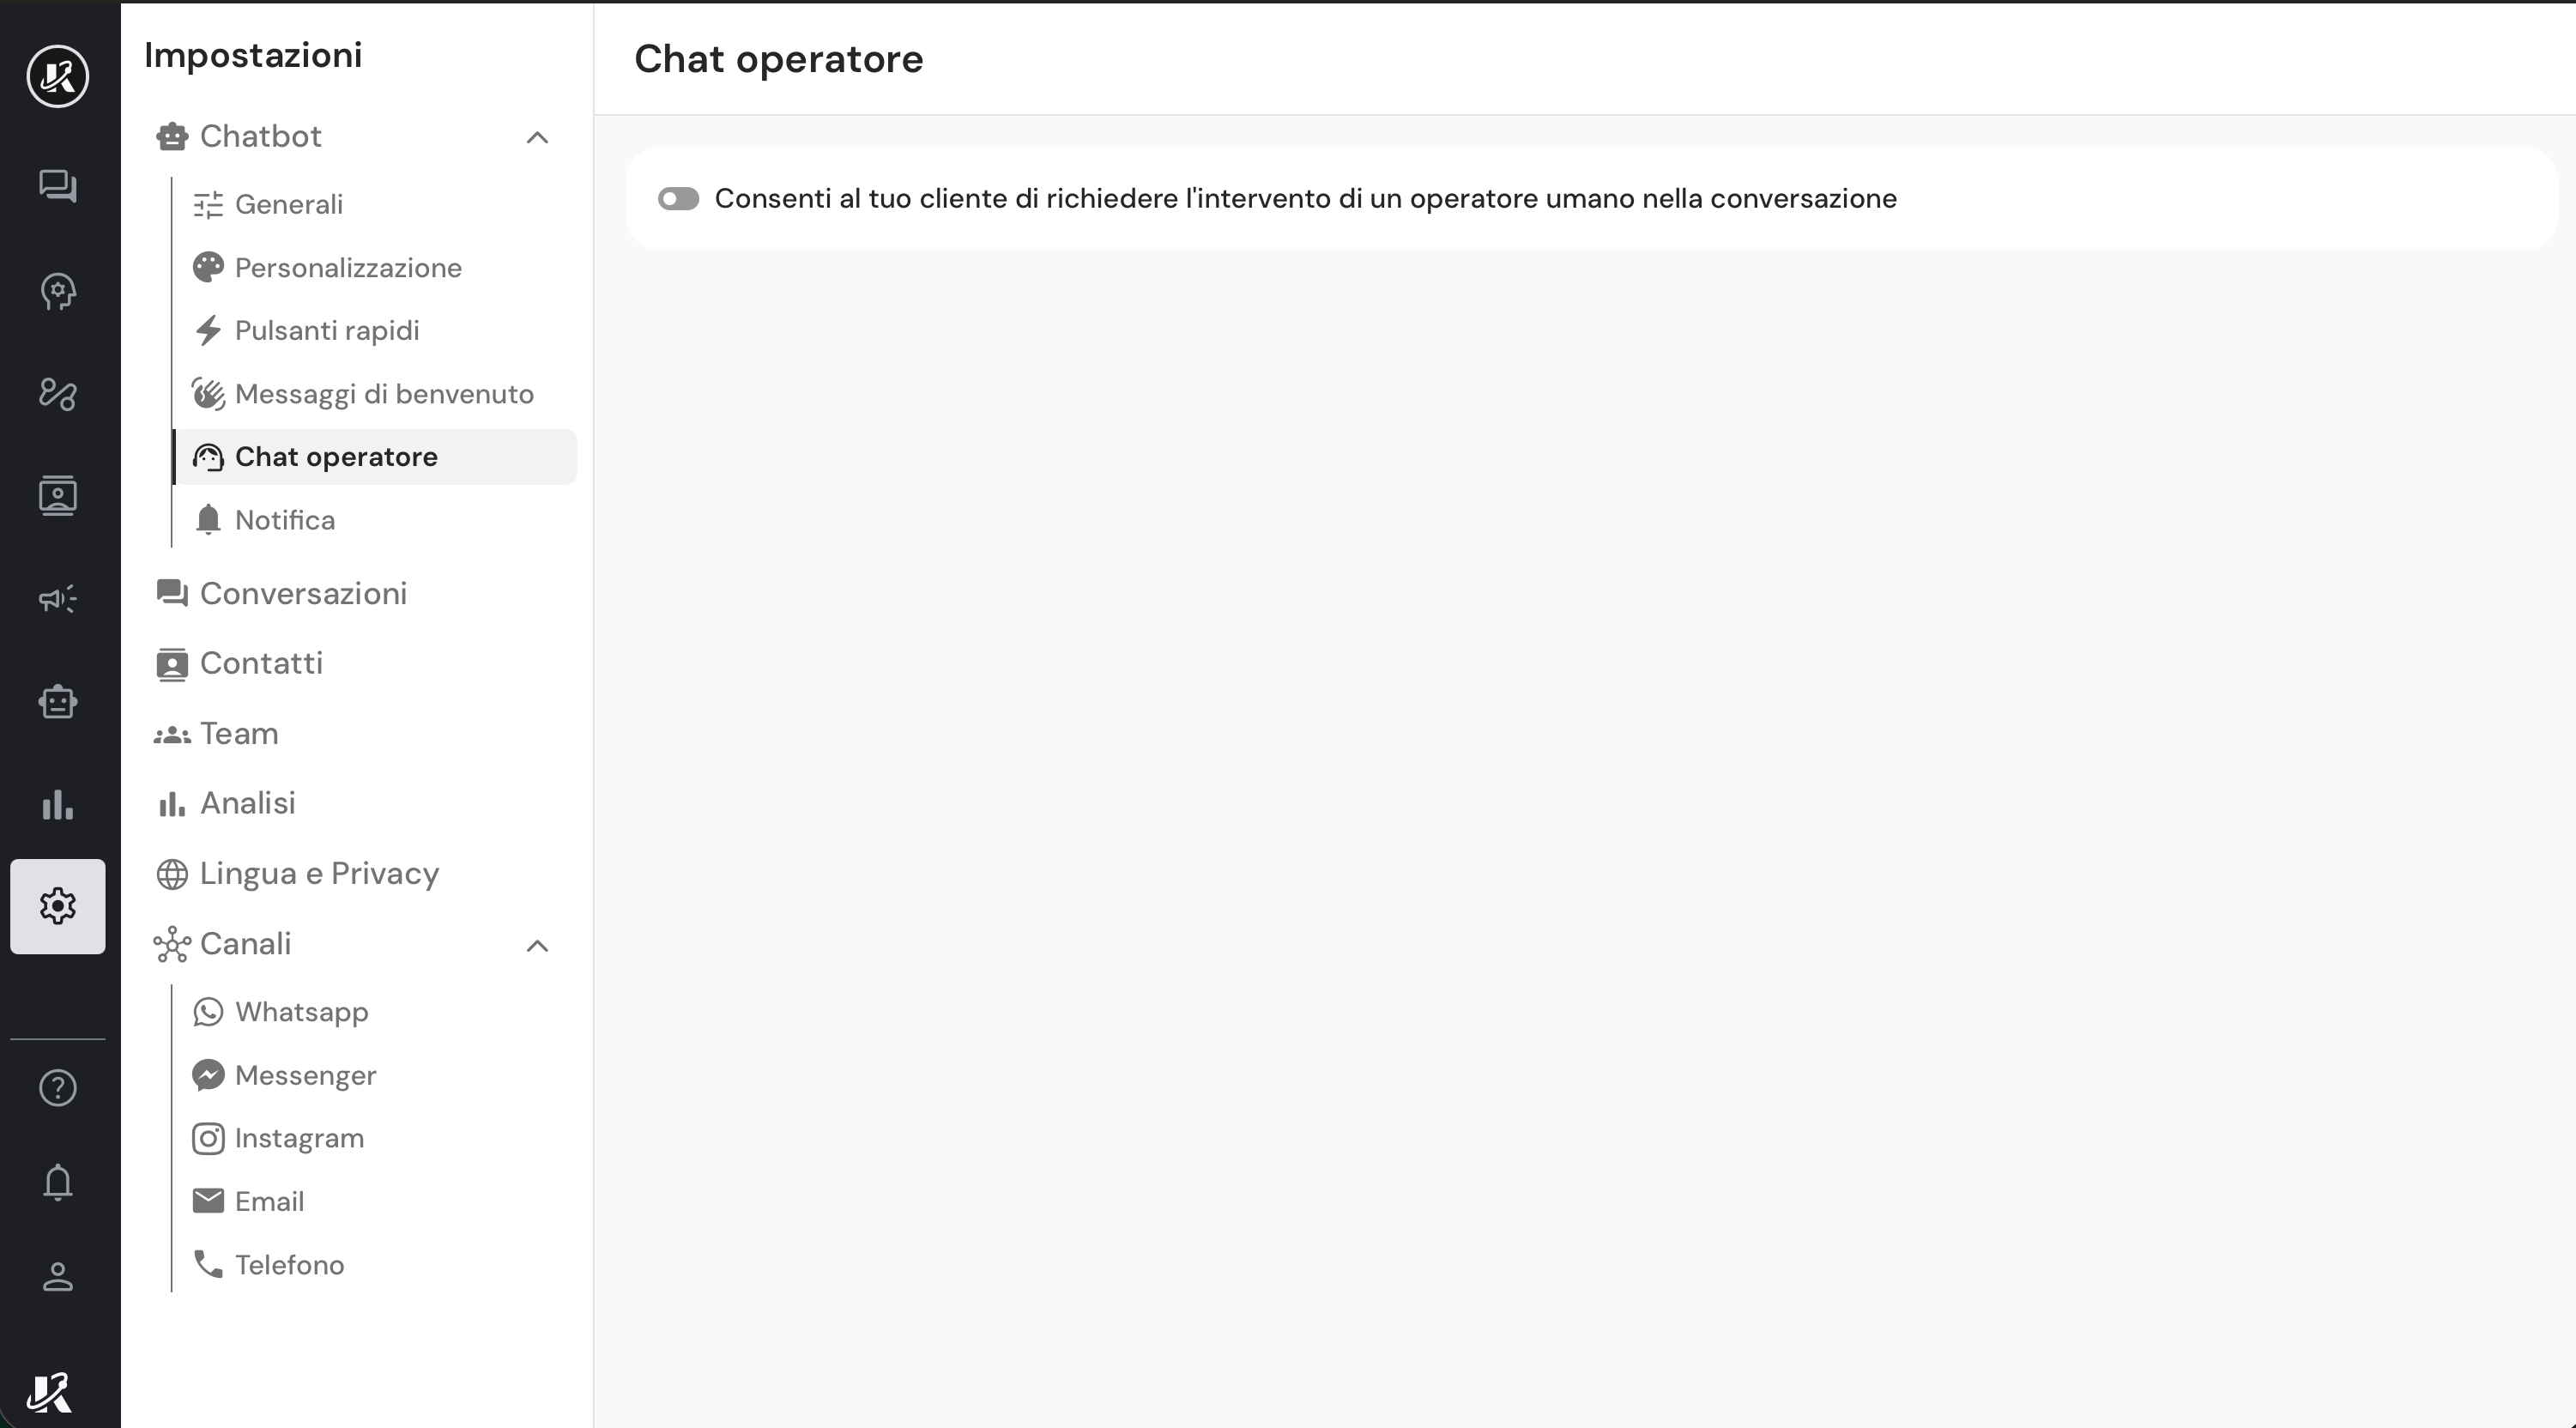 Impostazioni
Chatbot
Generali
Personalizzazione
Pulsanti rapidi
Messaggi di benvenuto
Chat operatore
Notifica
Conversazioni
Contatti
Team
Analisi
Lingua e Privacy
Canali
Whatsapp
Messenger
Instagram
Email
Telefono
Chat operatore
Consenti al tuo cliente di richiedere l'intervento di un operatore umano nella conversazione